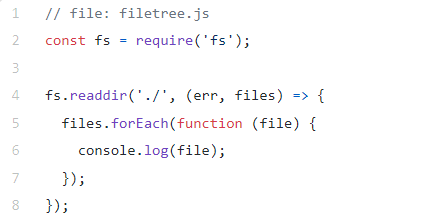 1 // file: filetree.js
2 const fs = require('fs');
3
4 fs.readdir('./', (err, files) => {
5   files.forEach(function (file) {
6     console.log(file);
7   });
8 });